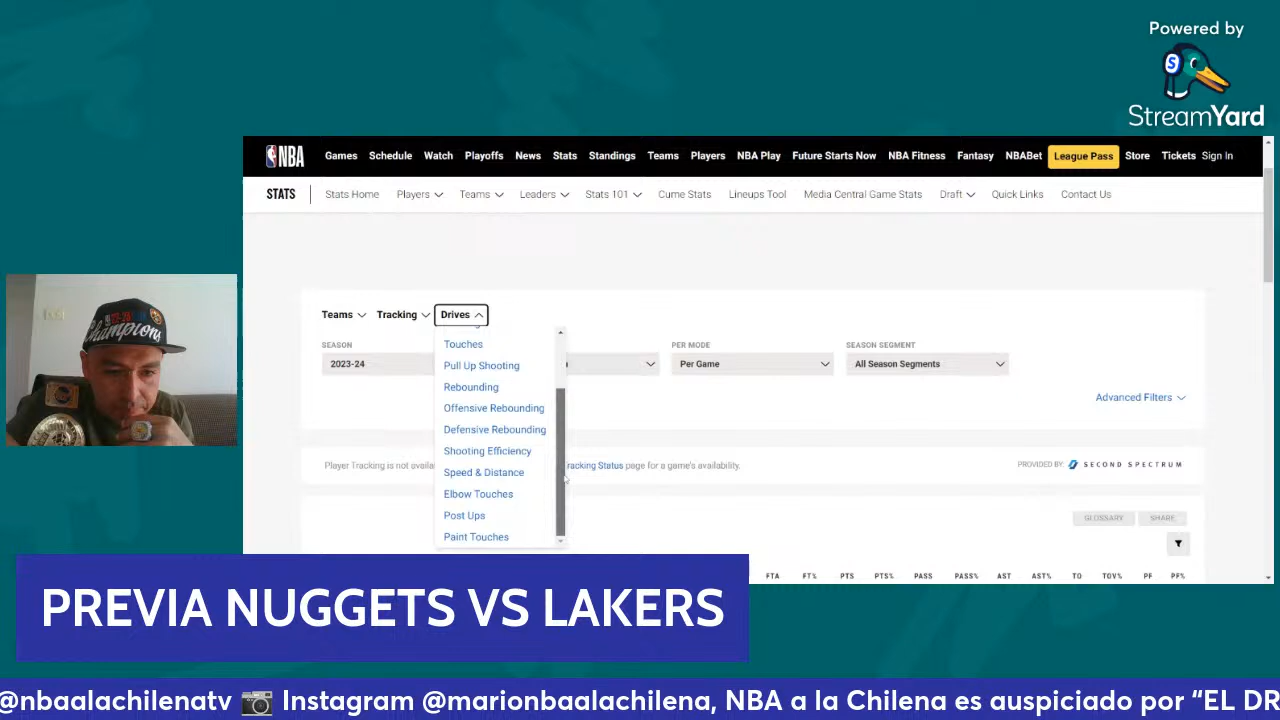 Powered by
StreamYard
NBA Games Schedule Watch Playoffs News Stats Standings Teams Players NBA Play Future Starts Now NBA Fitness Fantasy NBABet League Pass Store Tickets Sign In
STATS Stats Home Players Teams Leaders Stats 101 Cume Stats Lineups Tool Media Central Game Stats Draft Quick Links Contact Us
Teams Tracking Drives
SEASON PER MODE SEASON SEGMENT
2023-24 Per Game All Season Segments
Touches
Pull Up Shooting
Rebounding
Offensive Rebounding
Defensive Rebounding
Shooting Efficiency
Speed & Distance
Elbow Touches
Post Ups
Paint Touches
Advanced Filters
Player Tracking is not availa racking Status page for a game's availability.
PROVIDED BY: SECOND SPECTRUM
GLOSSARY SHARE
FTA FT% PTS PTS% PASS PASS% AST AST% TO TOV% PF PF%
Champions
PREVIA NUGGETS VS LAKERS
@nbaalachilenatv 📷 Instagram @marionbaalachilena, NBA a la Chilena es auspiciado por “EL DR